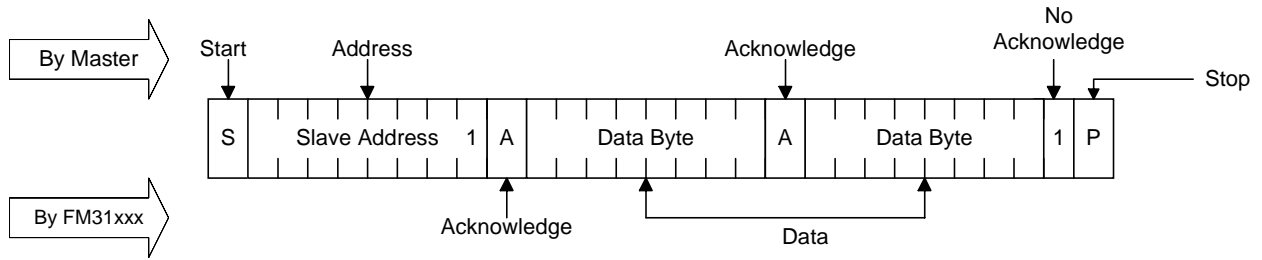 No
Acknowledge
By Master
Start
Address
Acknowledge
Stop
S
Slave Address 1
A
Data Byte
A
Data Byte
1
P
By FM31xxx
Acknowledge
Data